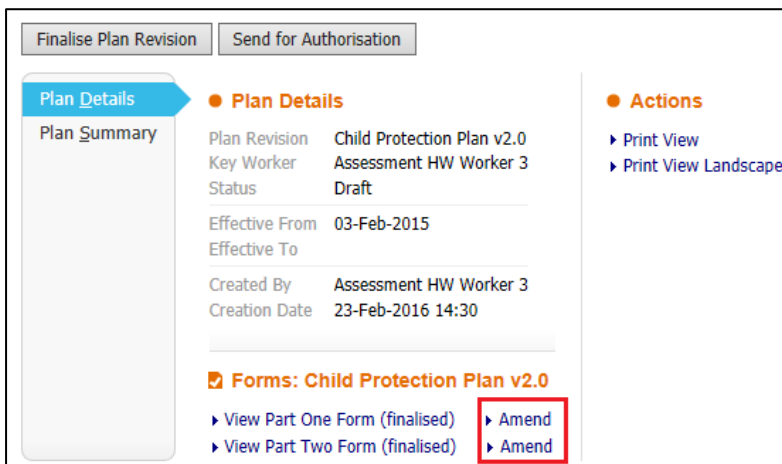 Finalise Plan Revision Send for Authorisation
Plan Details
Plan Summary
Plan Details
Plan Revision Child Protection Plan v2.0
Key Worker Assessment HW Worker 3
Status Draft
Effective From 03-Feb-2015
Effective To
Created By Assessment HW Worker 3
Creation Date 23-Feb-2016 14:30
Forms: Child Protection Plan v2.0
View Part One Form (finalised) Amend
View Part Two Form (finalised) Amend
Actions
Print View
Print View Landscape